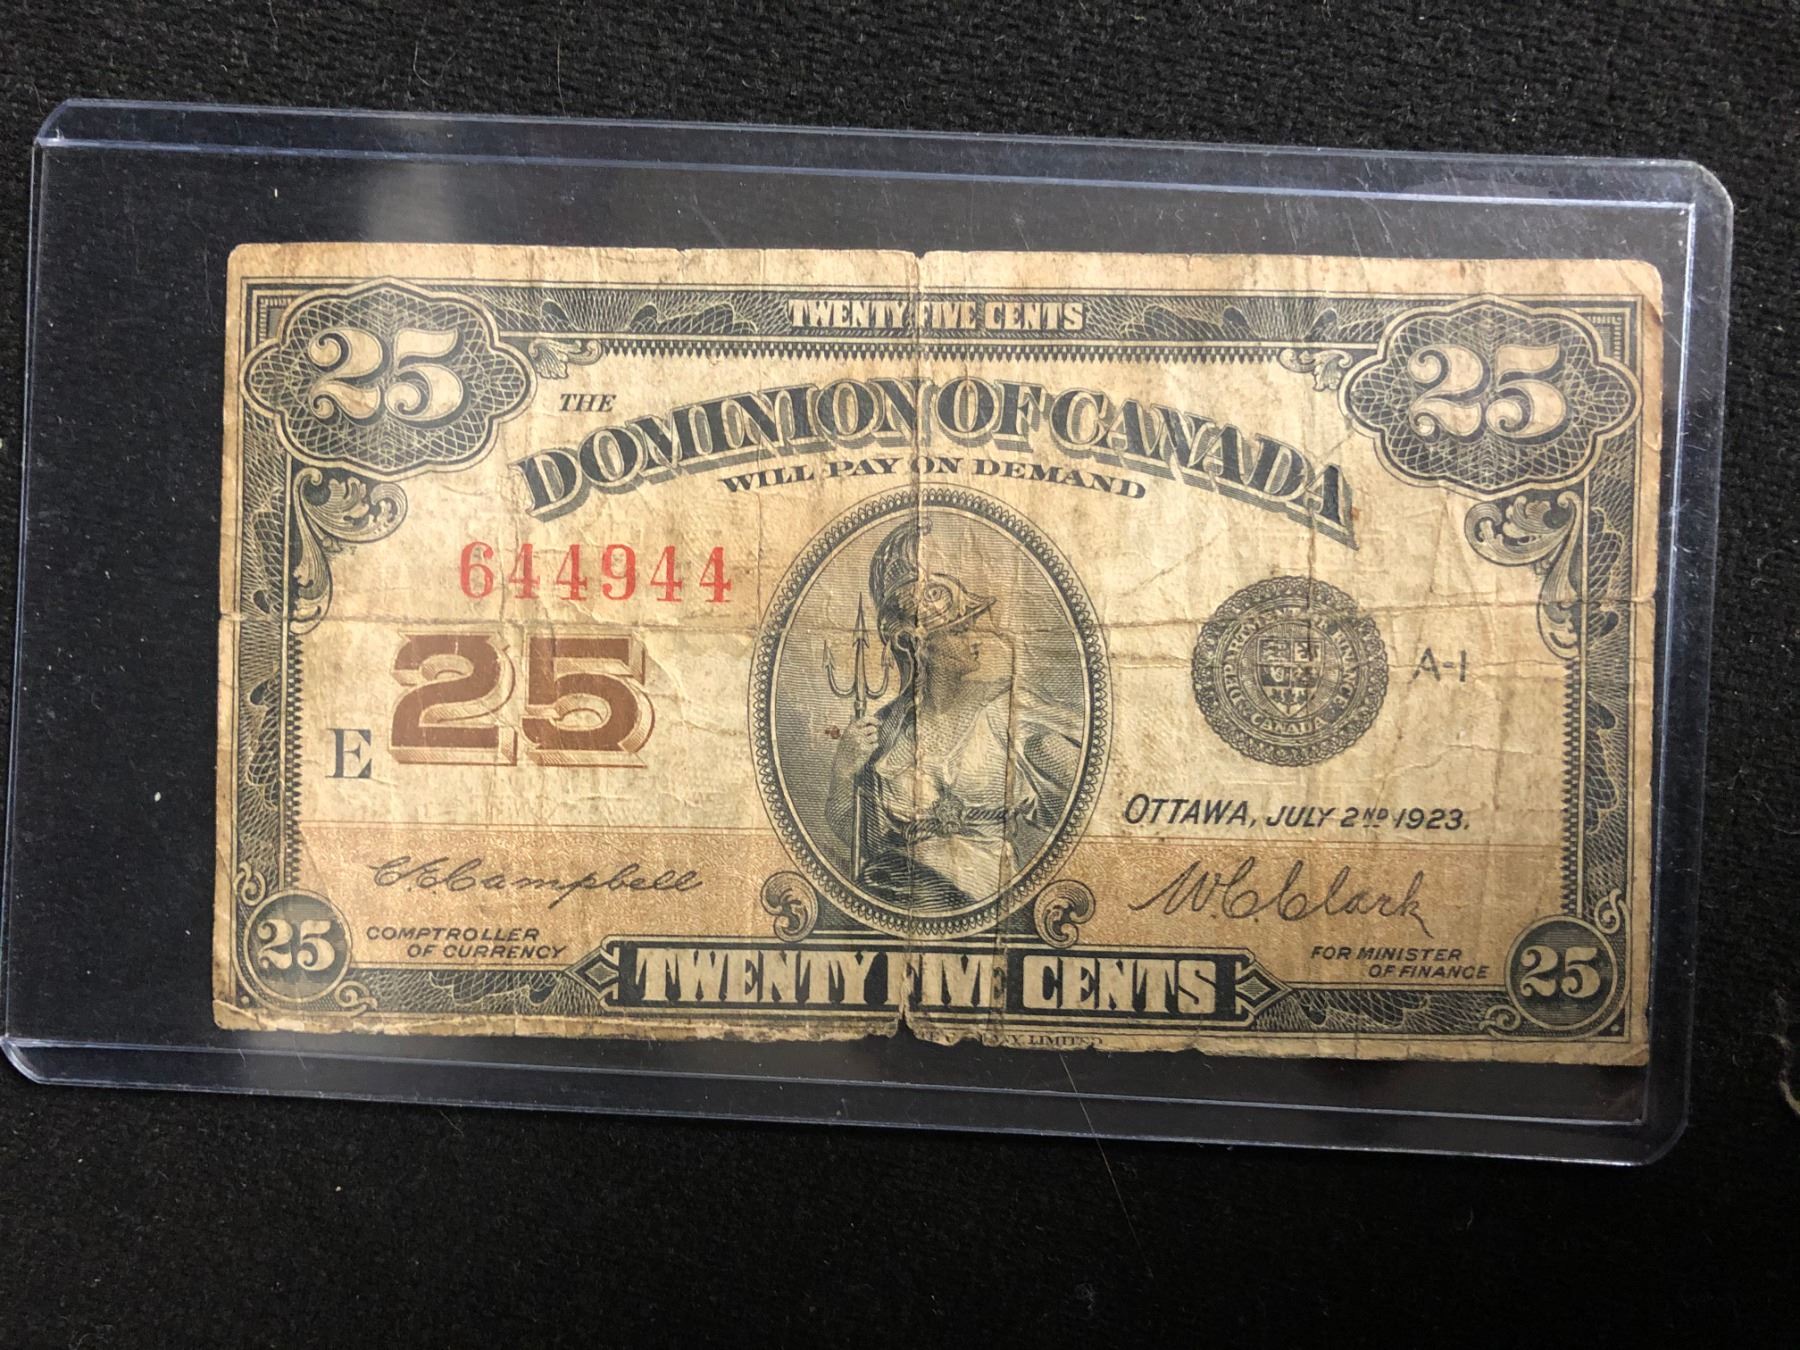 TWENTY FIVE CENTS
25 25
THE
DOMINION OF CANADA
WILL PAY ON DEMAND
644944
25
E
A-1
OTTAWA, JULY 2ND 1923.
C.E. Campbell
W.C. Clark
COMPTROLLER
OF CURRENCY
FOR MINISTER
OF FINANCE
25 TWENTY FIVE CENTS 25
LIMITED